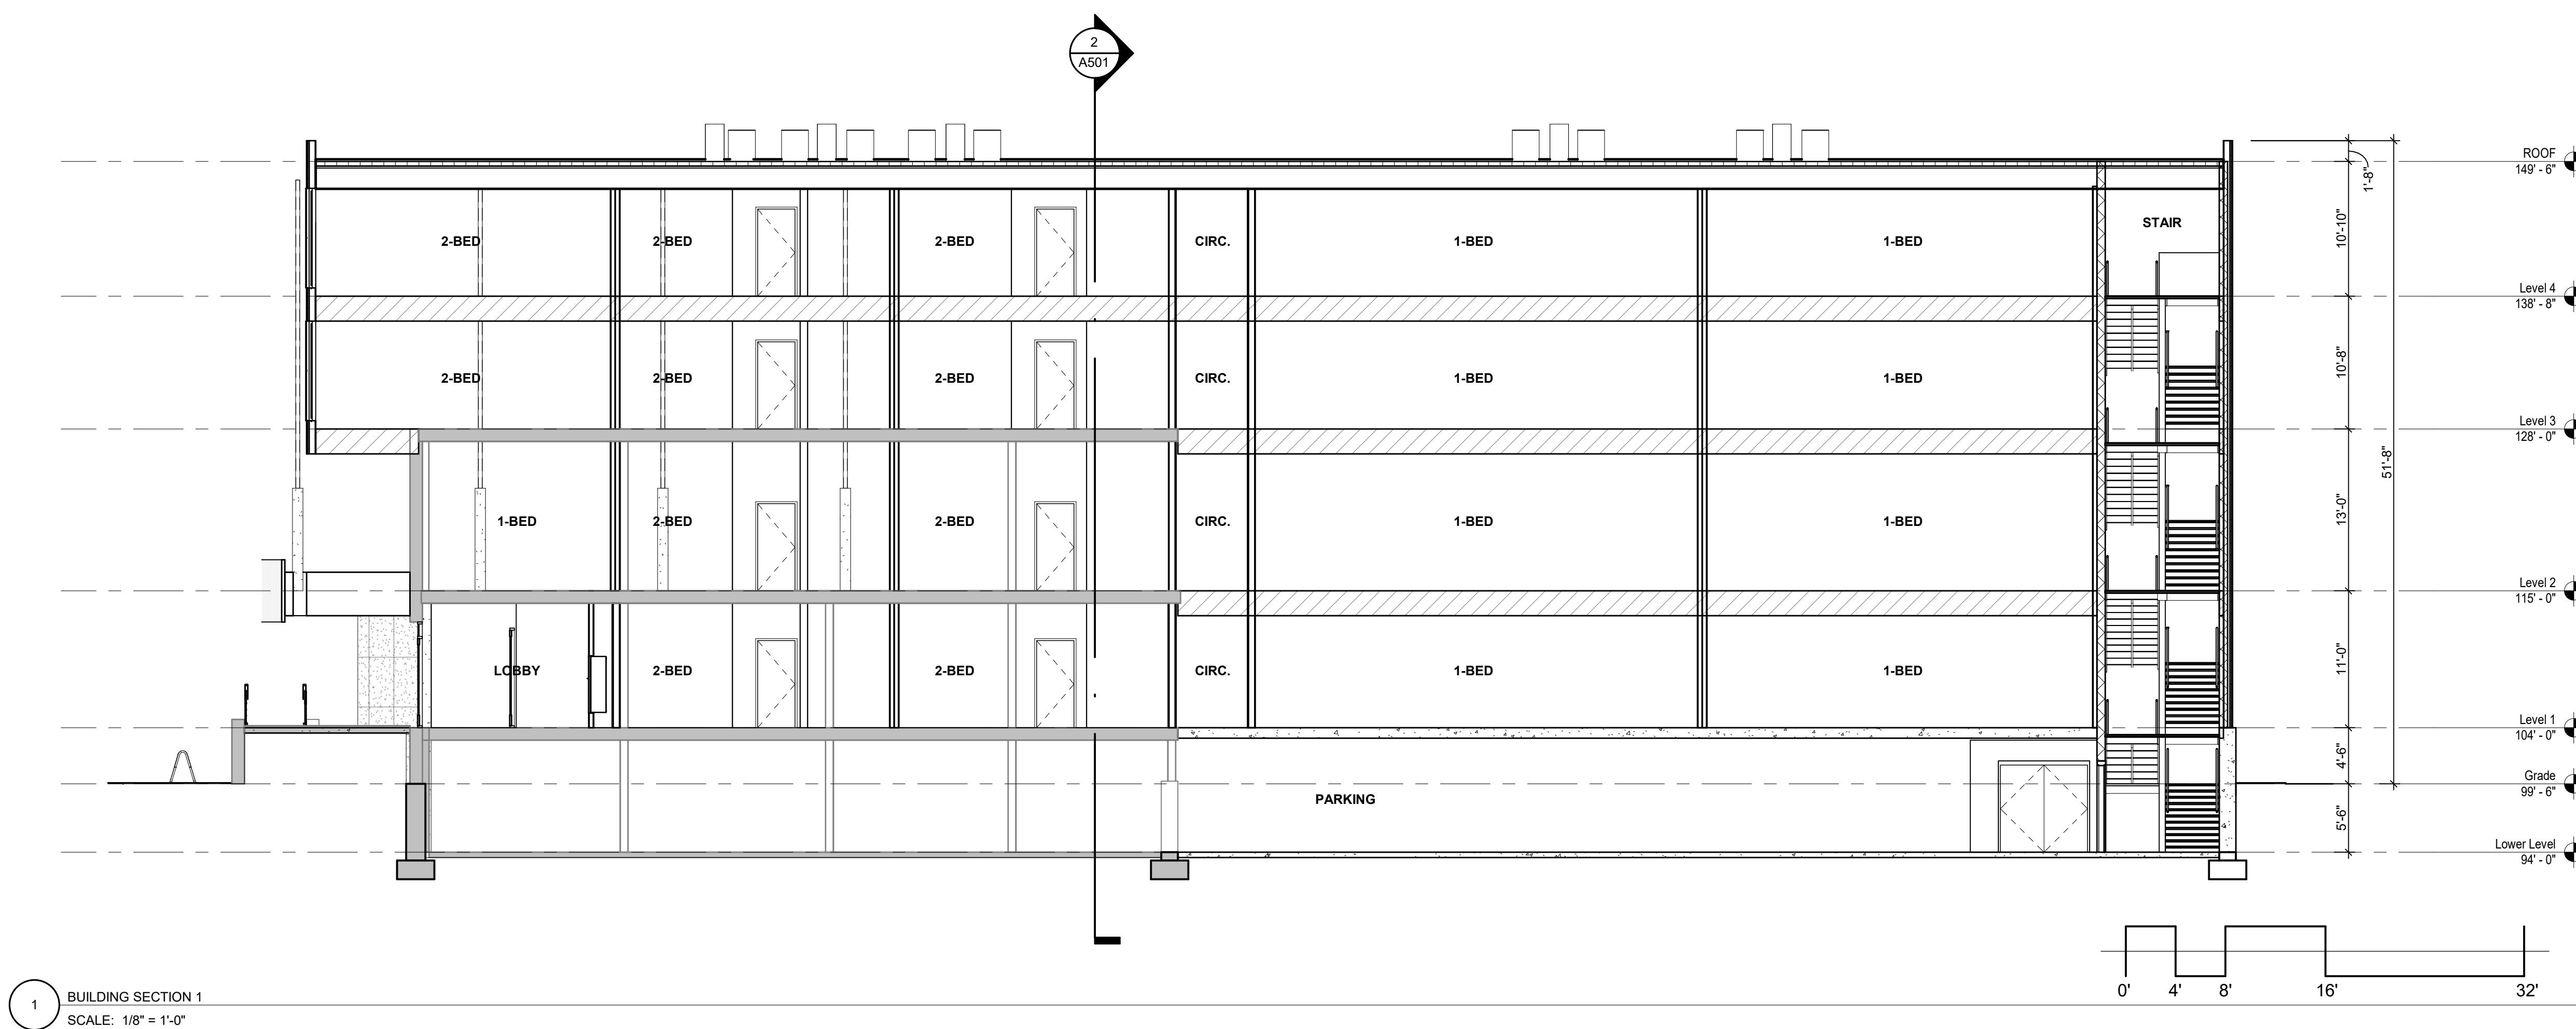 2
A501
ROOF
149' - 6"
1'-8"
STAIR
2-BED 2-BED 2-BED CIRC. 1-BED 1-BED
10'-10"
Level 4
138' - 8"
2-BED 2-BED 2-BED CIRC. 1-BED 1-BED
10'-8"
Level 3
128' - 0"
51'-8"
1-BED 2-BED 2-BED CIRC. 1-BED 1-BED
13'-0"
Level 2
115' - 0"
LOBBY 2-BED 2-BED CIRC. 1-BED 1-BED
11'-0"
Level 1
104' - 0"
4'-6"
Grade
99' - 6"
PARKING
5'-6"
Lower Level
94' - 0"
0' 4' 8' 16' 32'
1
BUILDING SECTION 1
SCALE: 1/8" = 1'-0"